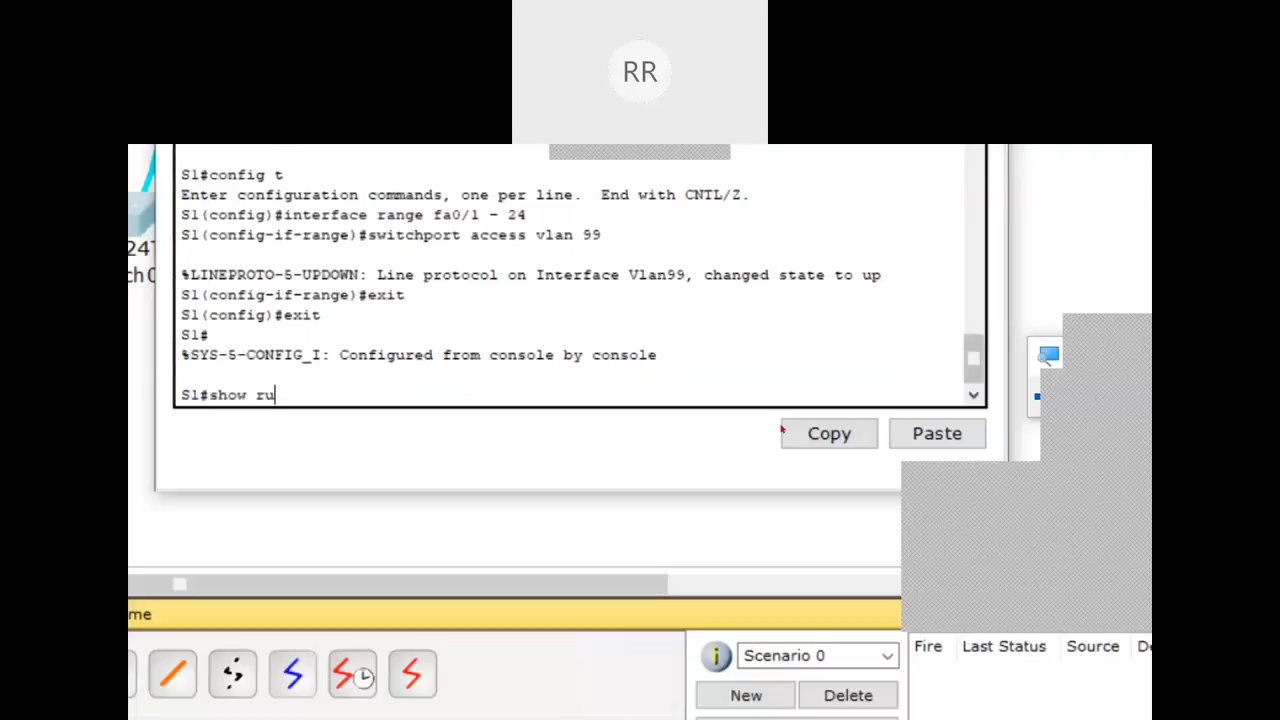 RR
S1#config t
Enter configuration commands, one per line.  End with CNTL/Z.
S1(config)#interface range fa0/1 - 24
S1(config-if-range)#switchport access vlan 99
%LINEPROTO-5-UPDOWN: Line protocol on Interface Vlan99, changed state to up
S1(config-if-range)#exit
S1(config)#exit
S1#
%SYS-5-CONFIG_I: Configured from console by console
S1#show ru
Copy
Paste
me
Fire
Last Status
Source
Scenario 0
New
Delete